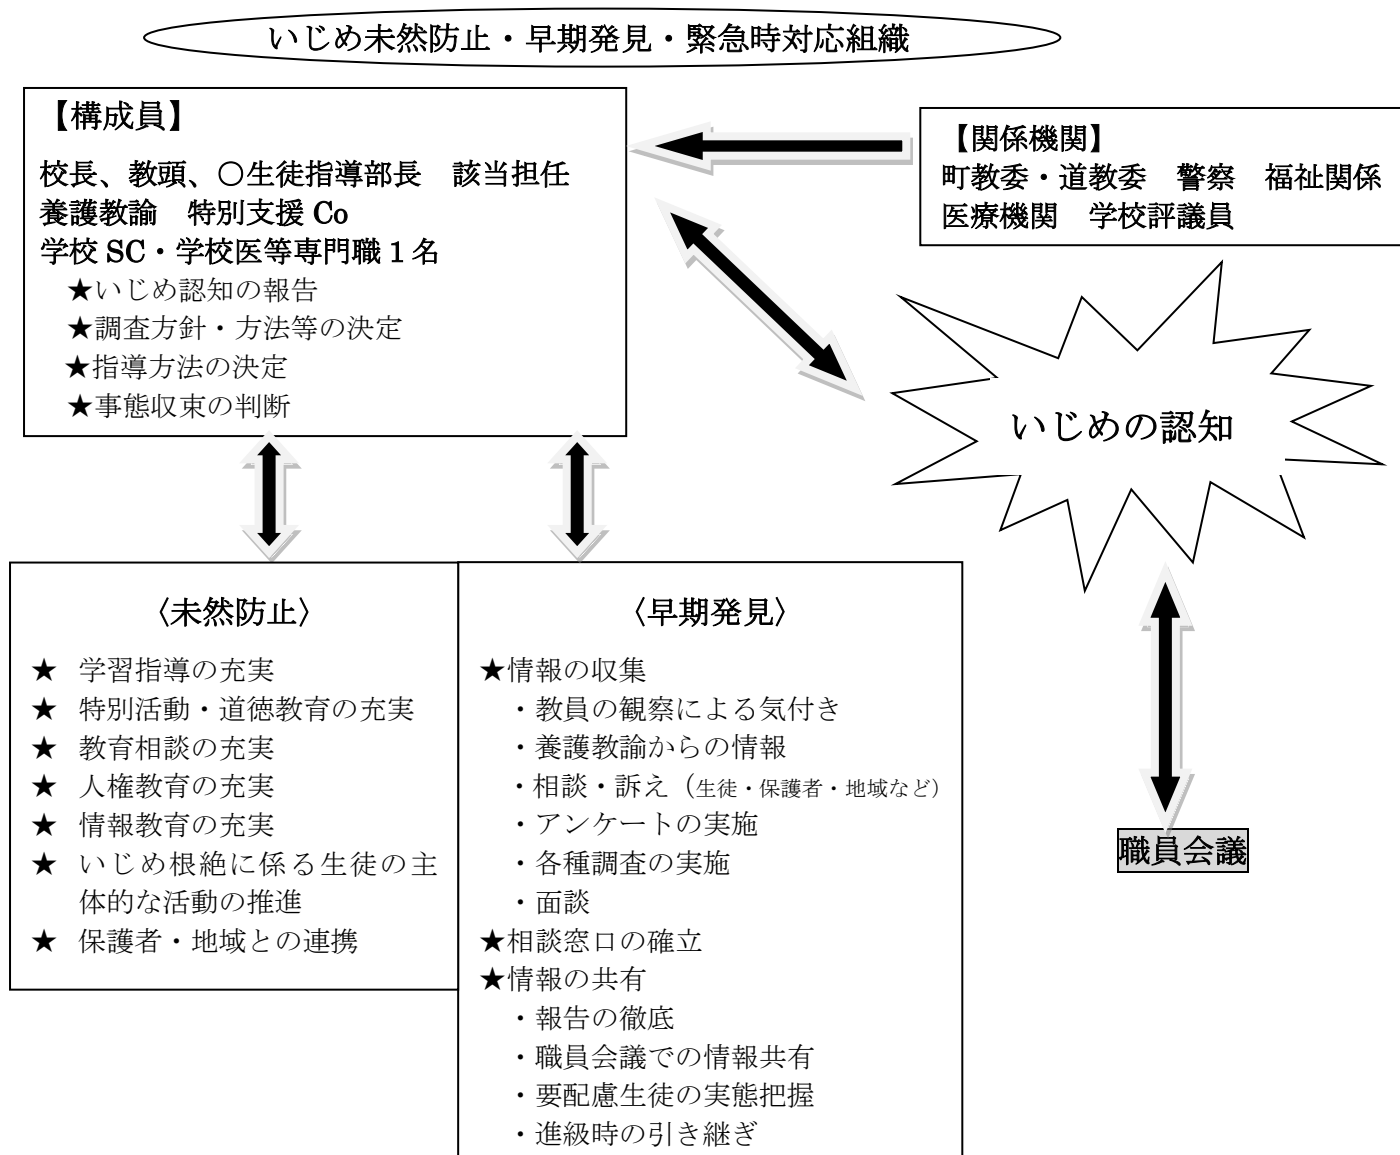 いじめ未然防止・早期発見・緊急時対応組織
【構成員】
校長、教頭、○生徒指導部長　該当担任
養護教諭　特別支援 Co
学校 SC・学校医等専門職 1 名
★いじめ認知の報告
★調査方針・方法等の決定
★指導方法の決定
★事態収束の判断
【関係機関】
町教委・道教委　警察　福祉関係
医療機関　学校評議員
いじめの認知
〈未然防止〉
★ 学習指導の充実
★ 特別活動・道徳教育の充実
★ 教育相談の充実
★ 人権教育の充実
★ 情報教育の充実
★ いじめ根絶に係る生徒の主
体的な活動の推進
★ 保護者・地域との連携
〈早期発見〉
★情報の収集
・教員の観察による気付き
・養護教諭からの情報
・相談・訴え（生徒・保護者・地域など）
・アンケートの実施
・各種調査の実施
・面談
★相談窓口の確立
★情報の共有
・報告の徹底
・職員会議での情報共有
・要配慮生徒の実態把握
・進級時の引き継ぎ
職員会議